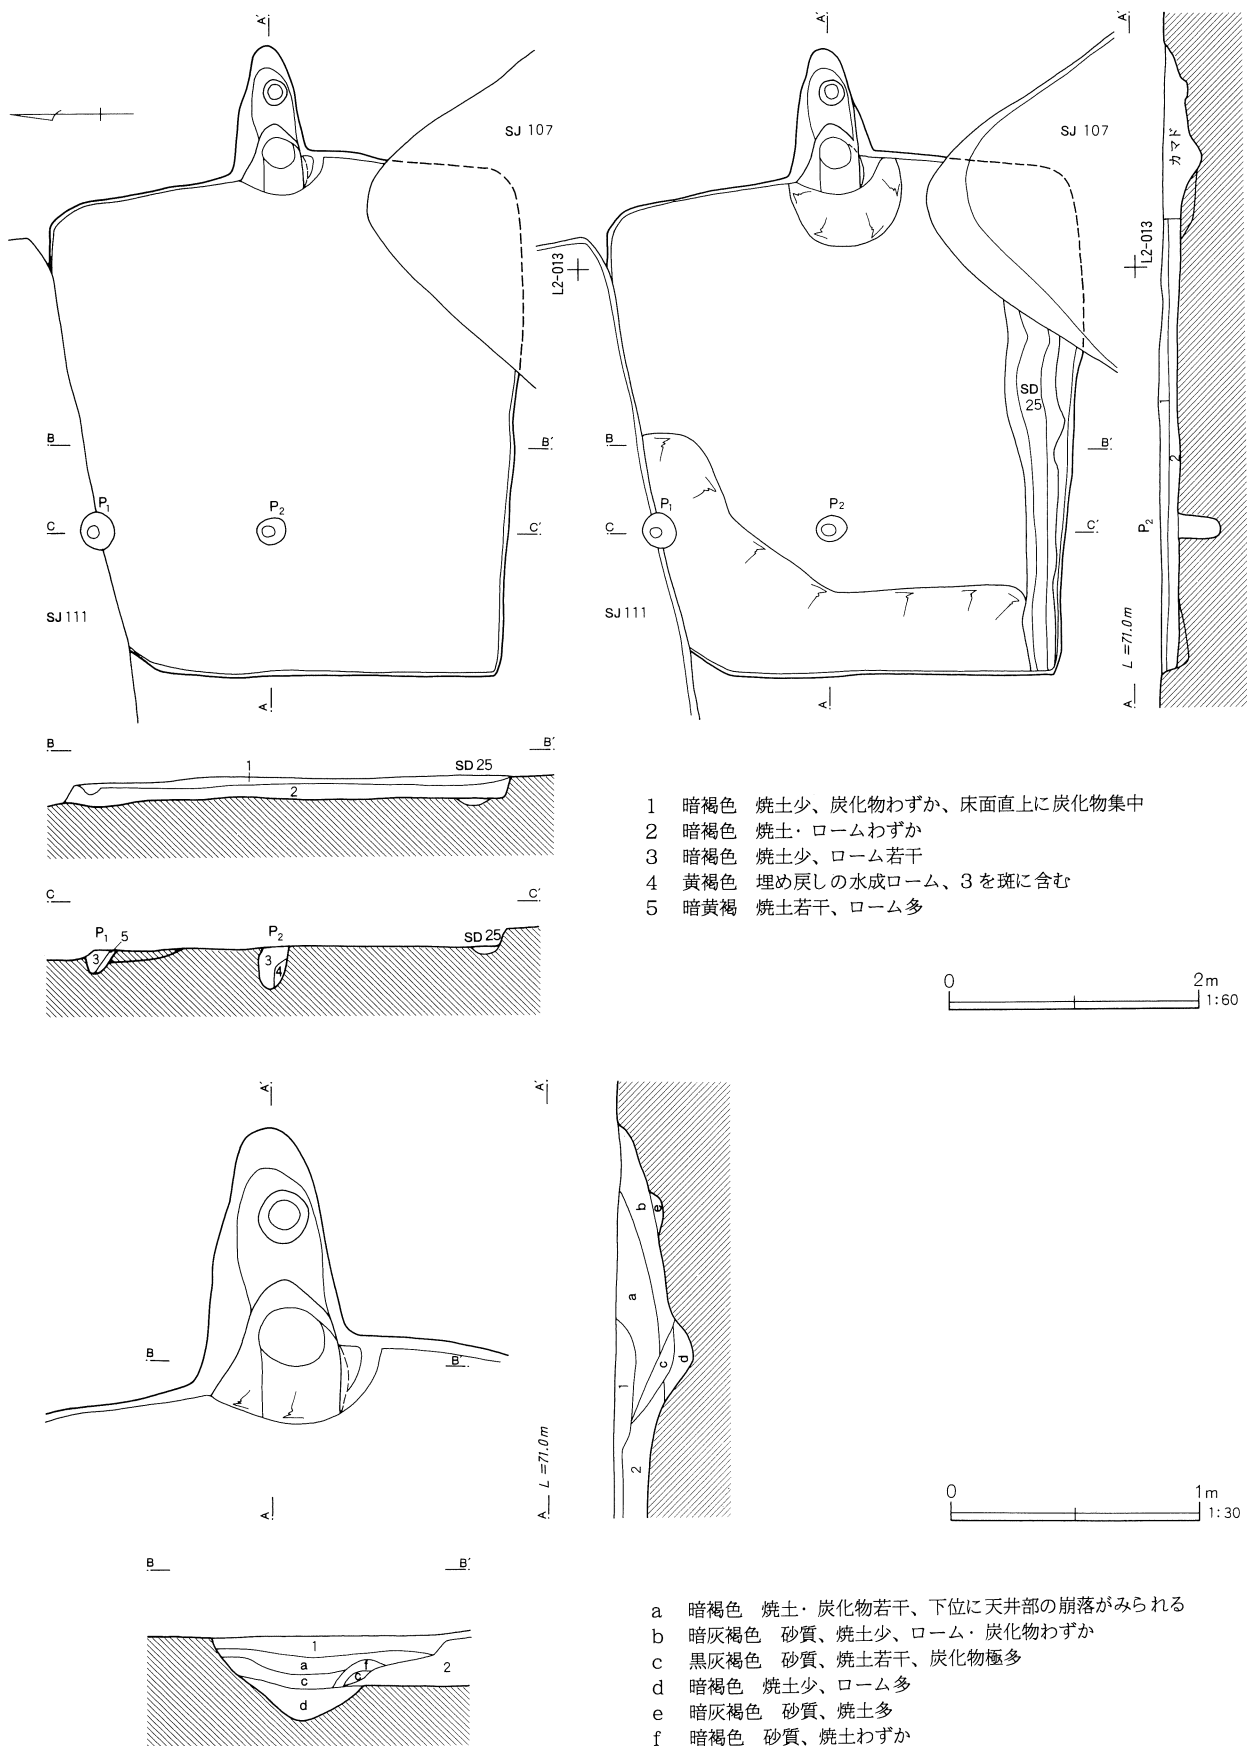 A A´
SJ 107
L2-013
B B´
P1 P2
C C´
SJ 111
A
A´
SJ 107
L2-013
SD
25
B B´
P1 P2
C C´
SJ 111
A
A´
カマド
1
2
P2
A L=71.0m
B B´
1 SD 25
2
C C´
P1 5 P2 SD 25
3 3 4
1 暗褐色 焼土少、炭化物わずか、床面直上に炭化物集中
2 暗褐色 焼土・ロームわずか
3 暗褐色 焼土少、ローム若干
4 黄褐色 埋め戻しの水成ローム、3を斑に含む
5 暗黄褐 焼土若干、ローム多
0 2m
1:60
A´ A´
b e
a
c d
1
2
B B´
A A L=71.0m
0 1m
1:30
B B´
1
a f
c c 2
d
a 暗褐色 焼土・炭化物若干、下位に天井部の崩落がみられる
b 暗灰褐色 砂質、焼土少、ローム・炭化物わずか
c 黒灰褐色 砂質、焼土若干、炭化物極多
d 暗褐色 焼土少、ローム多
e 暗灰褐色 砂質、焼土多
f 暗褐色 砂質、焼土わずか